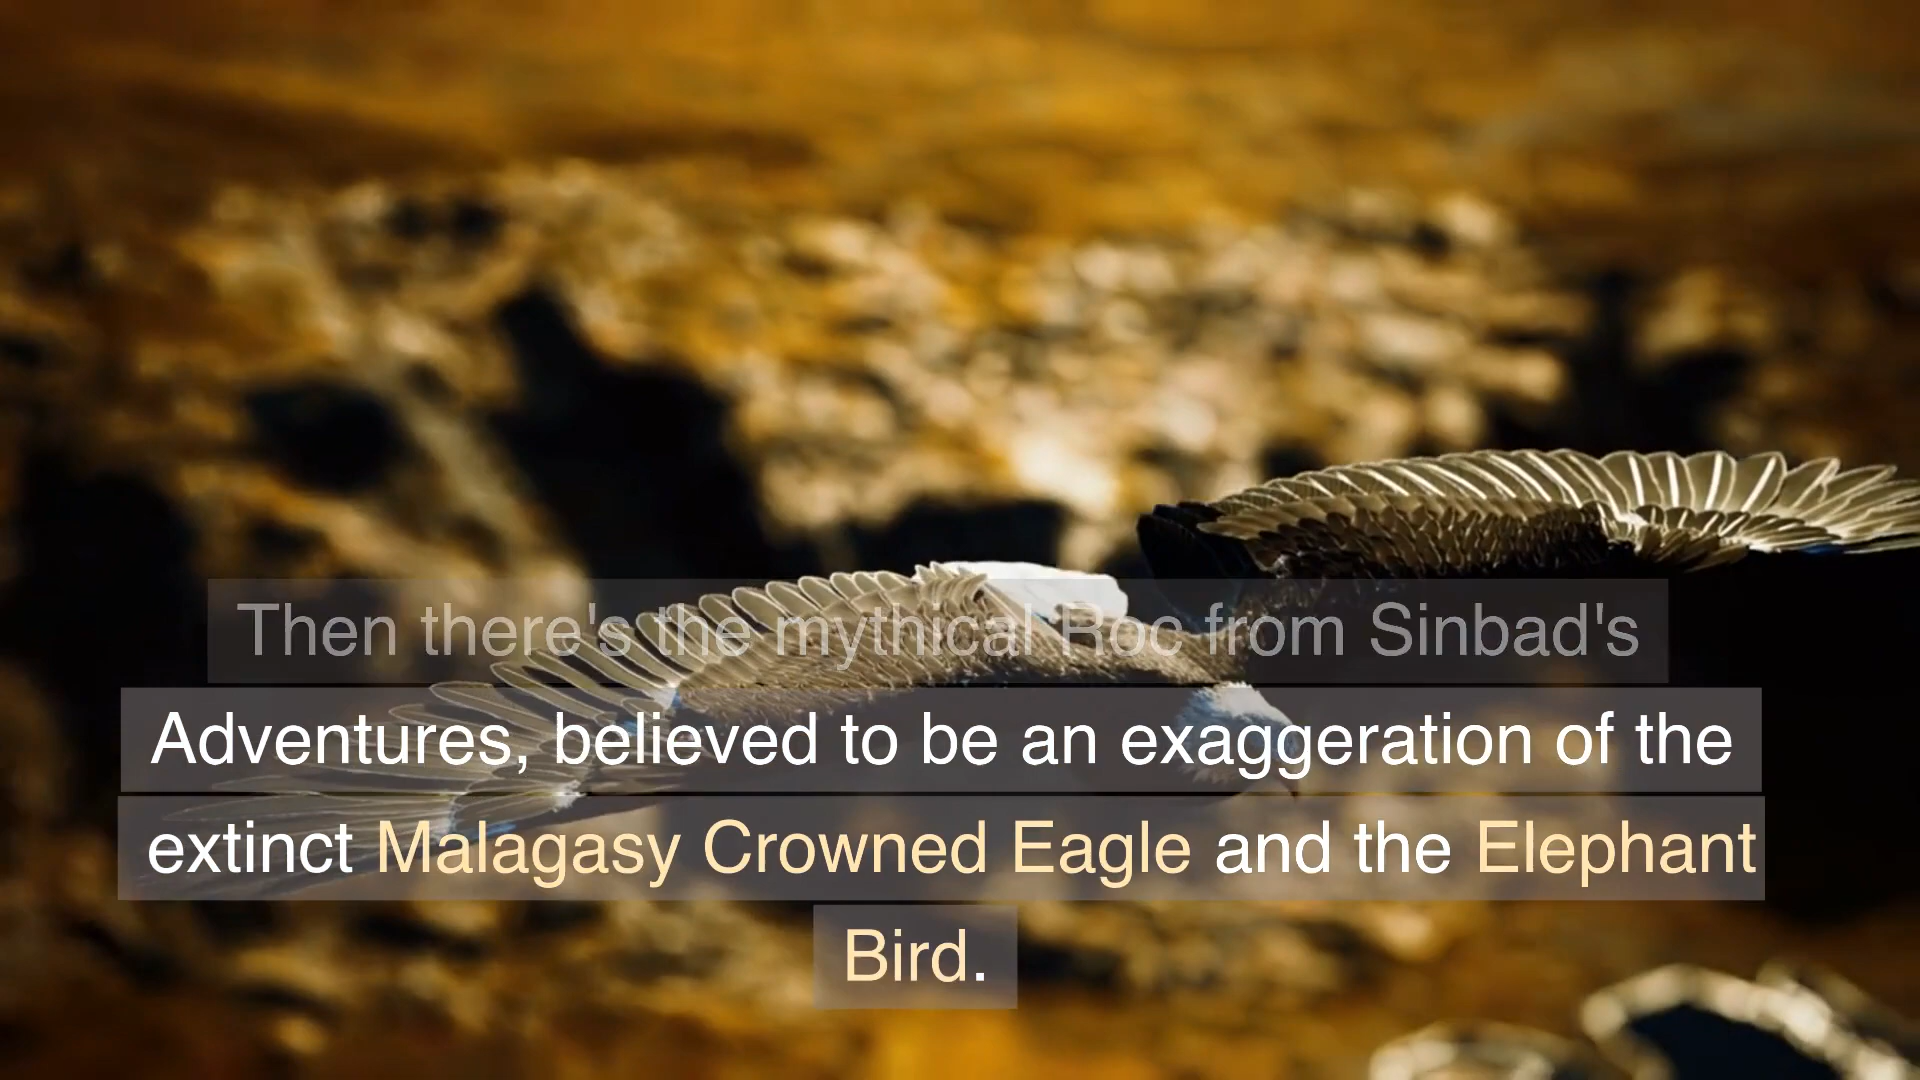 Then there's the mythical Roc from Sinbad's
Adventures, believed to be an exaggeration of the
extinct Malagasy Crowned Eagle and the Elephant
Bird.